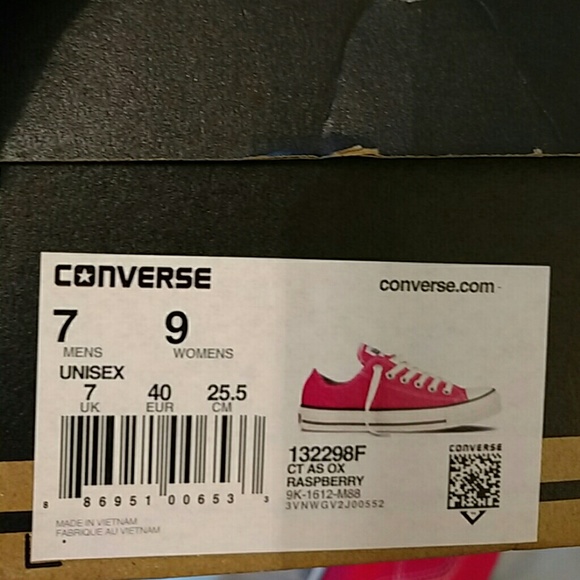 CONVERSE
converse.com
7 9
MENS WOMENS
UNISEX
7 40 25.5
UK EUR CM
8 86951 00653 3
MADE IN VIETNAM
FABRIQUE AU VIETNAM
132298F
CT AS OX
RASPBERRY
9K-1612-M88
3VNWGV2J00552
CONVERSE